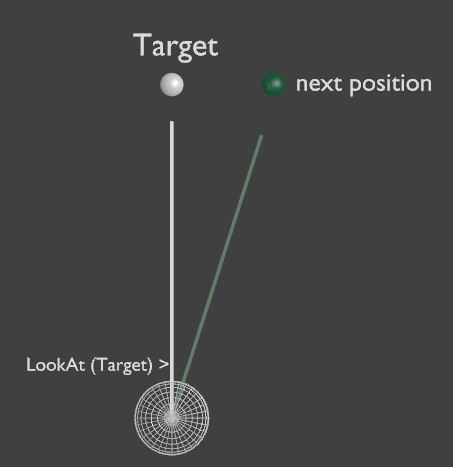 Target
next position
LookAt (Target) >